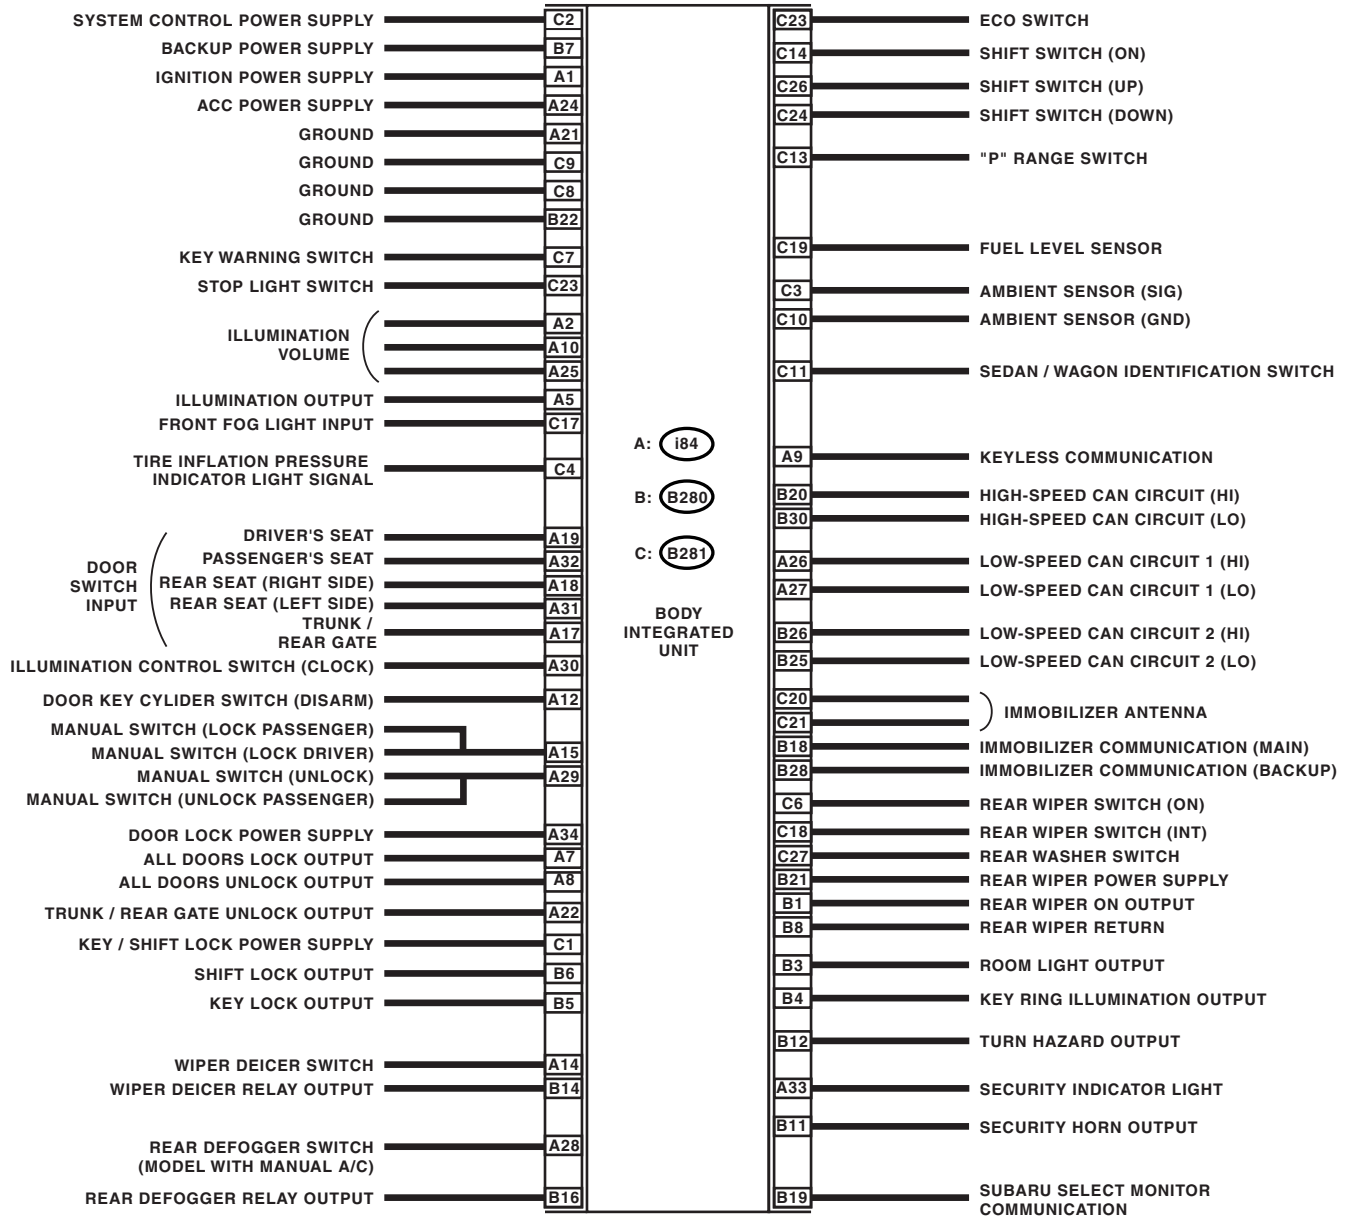 SYSTEM CONTROL POWER SUPPLY C2
BACKUP POWER SUPPLY B7
IGNITION POWER SUPPLY A1
ACC POWER SUPPLY A24
GROUND A21
GROUND C9
GROUND C8
GROUND B22
KEY WARNING SWITCH C7
STOP LIGHT SWITCH C23
ILLUMINATION
VOLUME
A2
A10
A25
ILLUMINATION OUTPUT A5
FRONT FOG LIGHT INPUT C17
TIRE INFLATION PRESSURE
INDICATOR LIGHT SIGNAL C4
DOOR
SWITCH
INPUT
DRIVER'S SEAT A19
PASSENGER'S SEAT A32
REAR SEAT (RIGHT SIDE) A18
REAR SEAT (LEFT SIDE) A31
TRUNK /
REAR GATE A17
ILLUMINATION CONTROL SWITCH (CLOCK) A30
DOOR KEY CYLIDER SWITCH (DISARM) A12
MANUAL SWITCH (LOCK PASSENGER)
MANUAL SWITCH (LOCK DRIVER) A15
MANUAL SWITCH (UNLOCK) A29
MANUAL SWITCH (UNLOCK PASSENGER)
DOOR LOCK POWER SUPPLY A34
ALL DOORS LOCK OUTPUT A7
ALL DOORS UNLOCK OUTPUT A8
TRUNK / REAR GATE UNLOCK OUTPUT A22
KEY / SHIFT LOCK POWER SUPPLY C1
SHIFT LOCK OUTPUT B6
KEY LOCK OUTPUT B5
WIPER DEICER SWITCH A14
WIPER DEICER RELAY OUTPUT B14
REAR DEFOGGER SWITCH A28
(MODEL WITH MANUAL A/C)
REAR DEFOGGER RELAY OUTPUT B16
A: i84
B: B280
C: B281
BODY
INTEGRATED
UNIT
C23 ECO SWITCH
C14 SHIFT SWITCH (ON)
C26 SHIFT SWITCH (UP)
C24 SHIFT SWITCH (DOWN)
C13 "P" RANGE SWITCH
C19 FUEL LEVEL SENSOR
C3 AMBIENT SENSOR (SIG)
C10 AMBIENT SENSOR (GND)
C11 SEDAN / WAGON IDENTIFICATION SWITCH
A9 KEYLESS COMMUNICATION
B20 HIGH-SPEED CAN CIRCUIT (HI)
B30 HIGH-SPEED CAN CIRCUIT (LO)
A26 LOW-SPEED CAN CIRCUIT 1 (HI)
A27 LOW-SPEED CAN CIRCUIT 1 (LO)
B26 LOW-SPEED CAN CIRCUIT 2 (HI)
B25 LOW-SPEED CAN CIRCUIT 2 (LO)
C20
C21
IMMOBILIZER ANTENNA
B18 IMMOBILIZER COMMUNICATION (MAIN)
B28 IMMOBILIZER COMMUNICATION (BACKUP)
C6 REAR WIPER SWITCH (ON)
C18 REAR WIPER SWITCH (INT)
C27 REAR WASHER SWITCH
B21 REAR WIPER POWER SUPPLY
B1 REAR WIPER ON OUTPUT
B8 REAR WIPER RETURN
B3 ROOM LIGHT OUTPUT
B4 KEY RING ILLUMINATION OUTPUT
B12 TURN HAZARD OUTPUT
A33 SECURITY INDICATOR LIGHT
B11 SECURITY HORN OUTPUT
B19 SUBARU SELECT MONITOR
COMMUNICATION